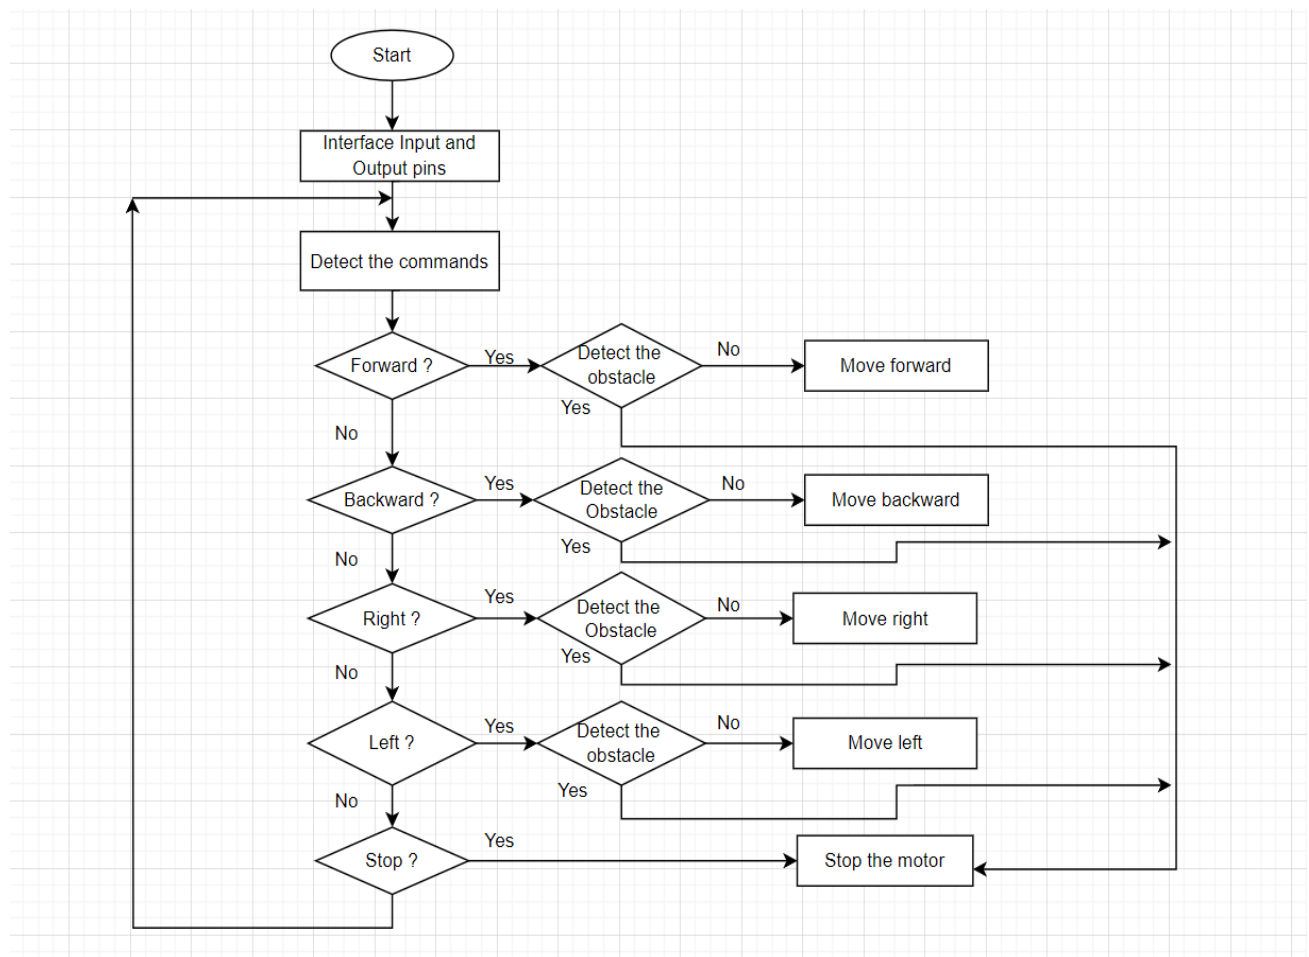 Start
Interface Input and
Output pins
Detect the commands
Forward ?
Yes
Detect the
obstacle
No
Move forward
Yes
No
Backward ?
Yes
Detect the
Obstacle
No
Move backward
Yes
No
Right ?
Yes
Detect the
Obstacle
No
Move right
Yes
No
Left ?
Yes
Detect the
obstacle
No
Move left
Yes
No
Stop ?
Yes
Stop the motor